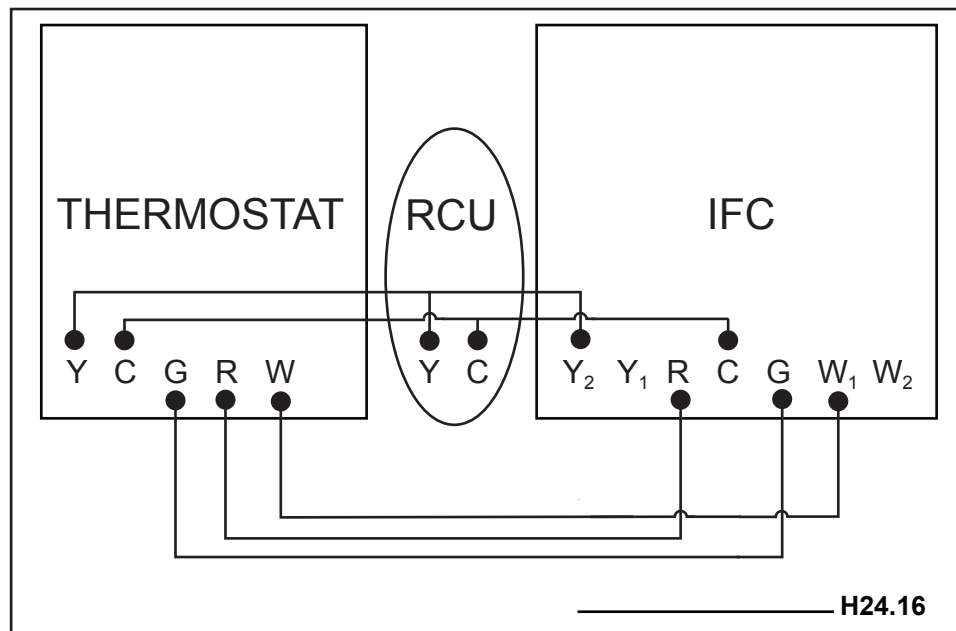 THERMOSTAT RCU IFC
Y C G R W Y C Y₂ Y₁ R C G W₁ W₂
H24.16